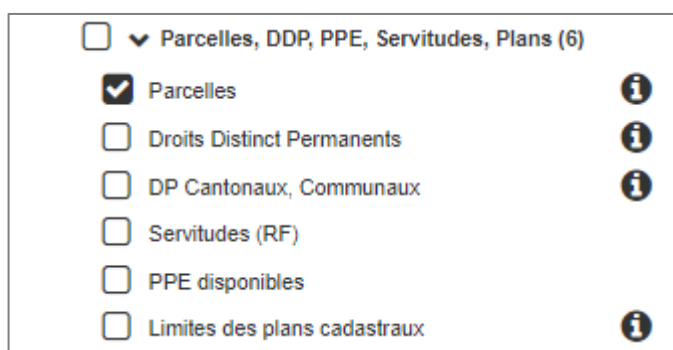 Parcelles, DDP, PPE, Servitudes, Plans (6)
Parcelles
Droits Distinct Permanents
DP Cantonaux, Communaux
Servitudes (RF)
PPE disponibles
Limites des plans cadastraux